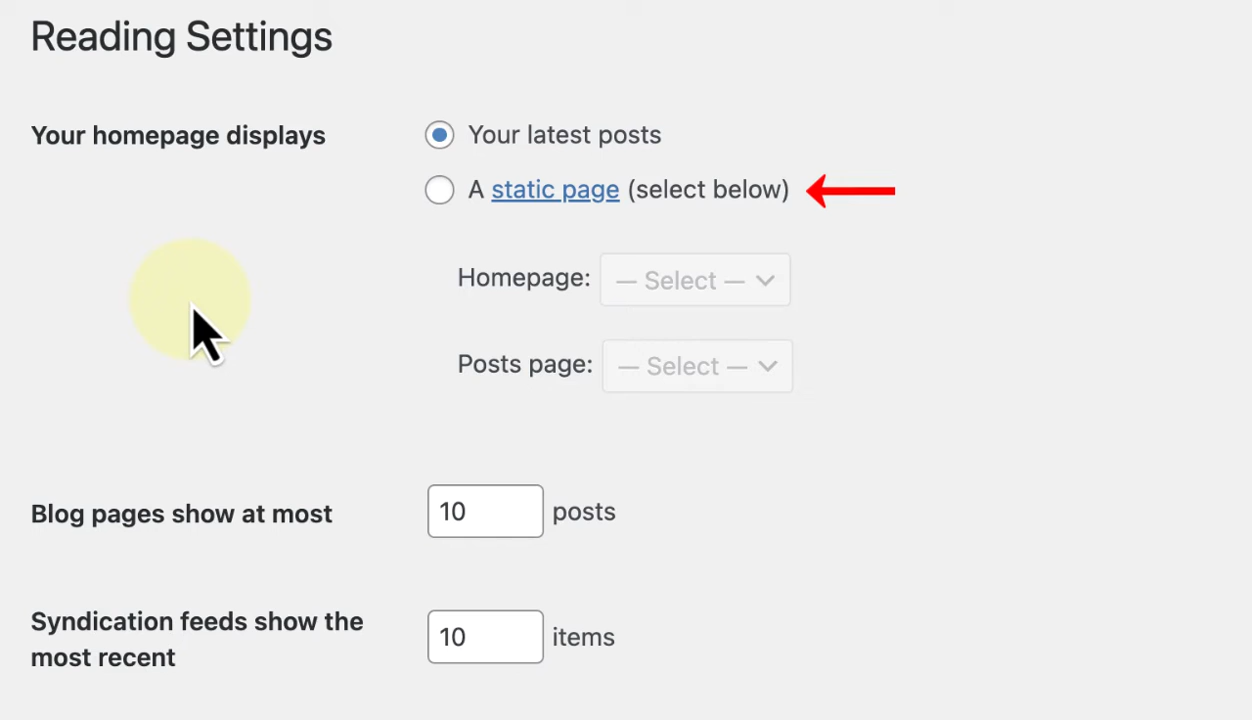 Reading Settings
Your homepage displays
Your latest posts
A static page (select below)
Homepage: — Select —
Posts page: — Select —
Blog pages show at most 10 posts
Syndication feeds show the
most recent
10 items